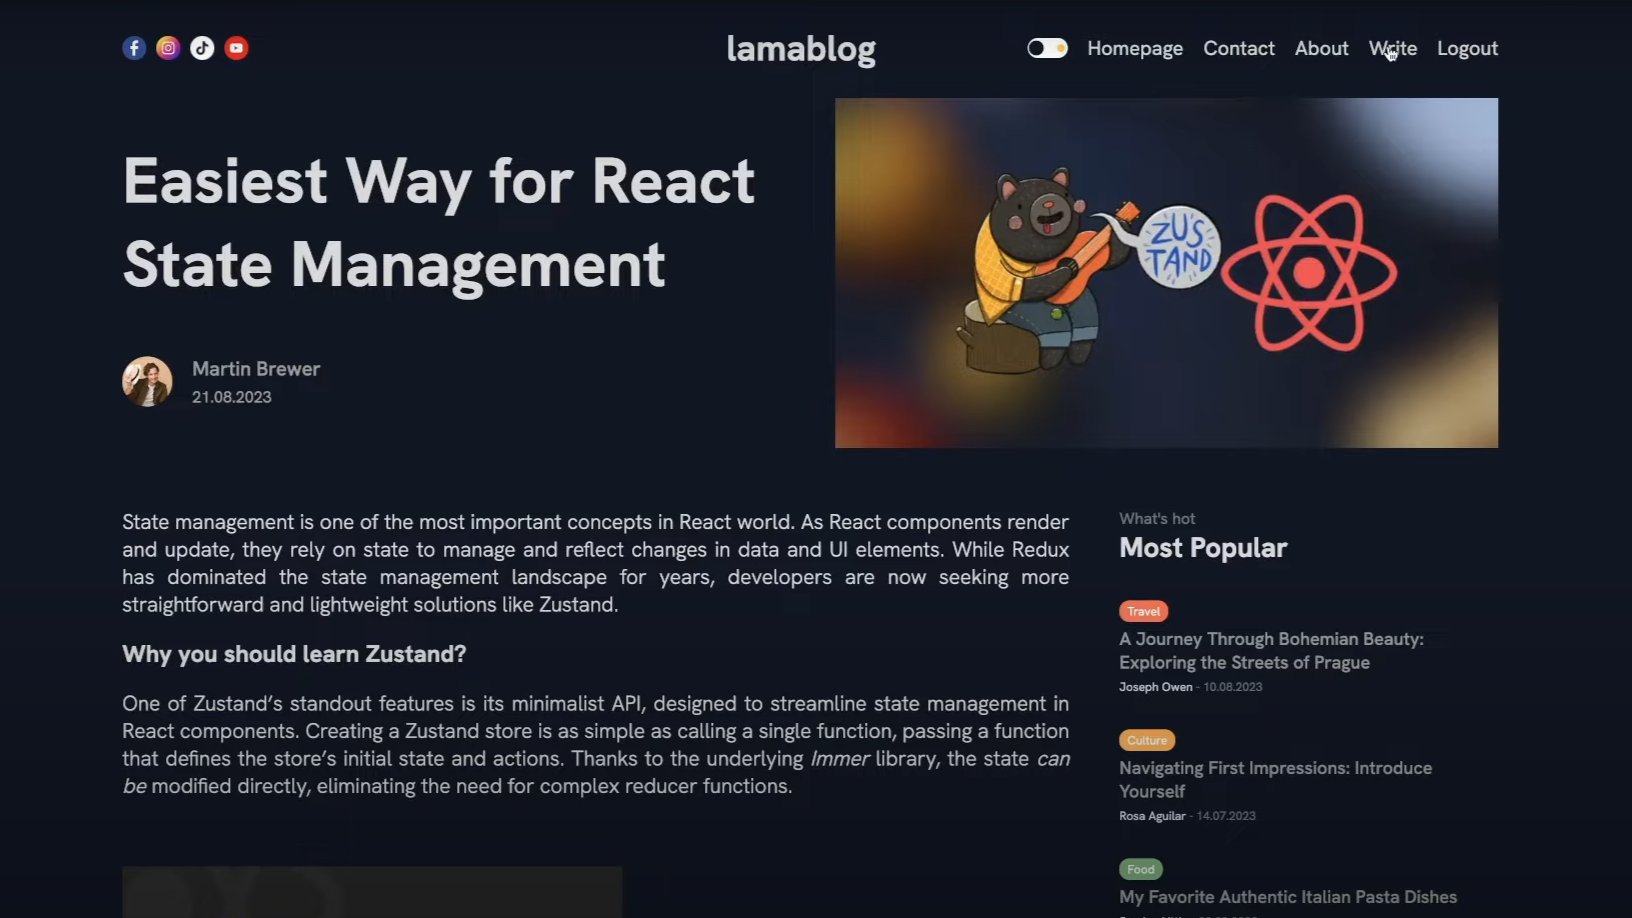 lamablog
Homepage Contact About Write Logout
Easiest Way for React
State Management
ZUS
TAND
Martin Brewer
21.08.2023
State management is one of the most important concepts in React world. As React components render
and update, they rely on state to manage and reflect changes in data and UI elements. While Redux
has dominated the state management landscape for years, developers are now seeking more
straightforward and lightweight solutions like Zustand.
Why you should learn Zustand?
One of Zustand’s standout features is its minimalist API, designed to streamline state management in
React components. Creating a Zustand store is as simple as calling a single function, passing a function
that defines the store’s initial state and actions. Thanks to the underlying Immer library, the state can
be modified directly, eliminating the need for complex reducer functions.
What's hot
Most Popular
Travel
A Journey Through Bohemian Beauty:
Exploring the Streets of Prague
Joseph Owen - 10.08.2023
Culture
Navigating First Impressions: Introduce
Yourself
Rosa Aguilar - 14.07.2023
Food
My Favorite Authentic Italian Pasta Dishes